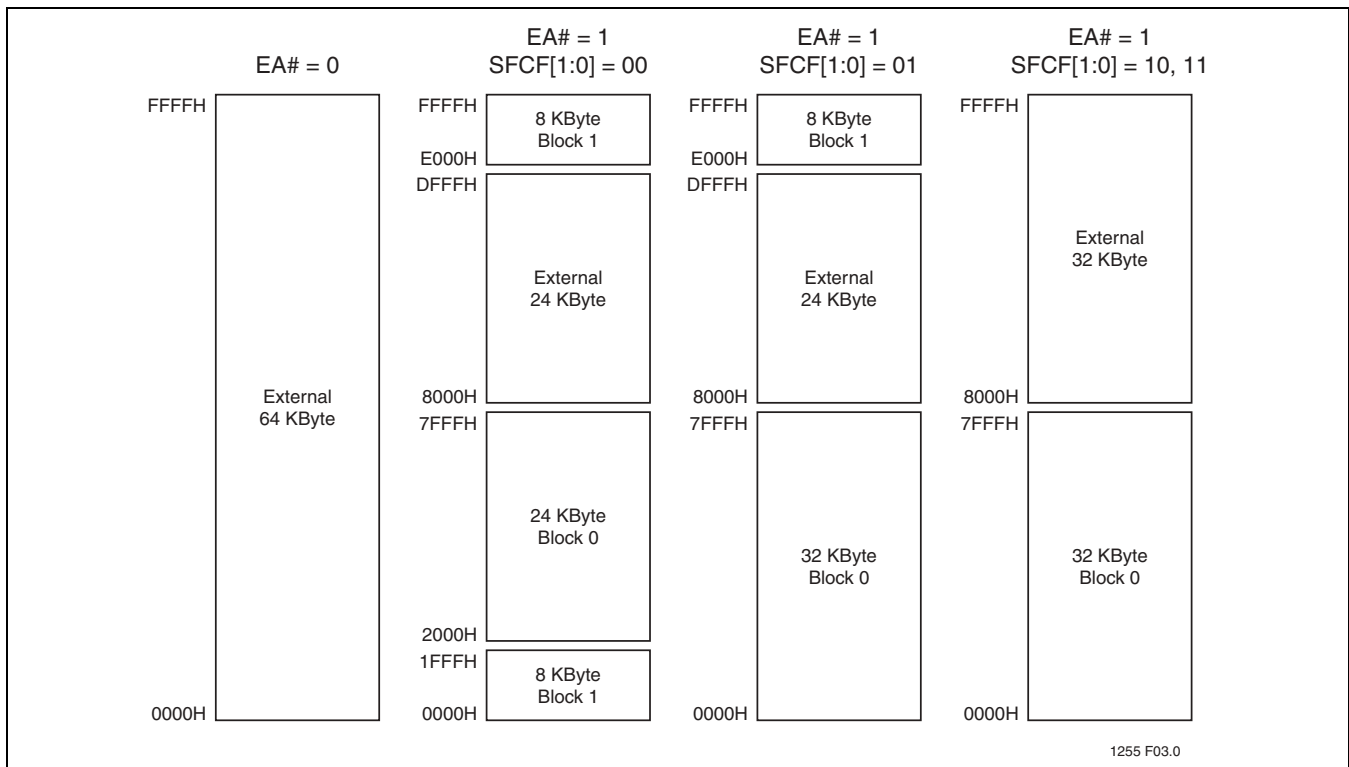 EA# = 0
FFFFH
External
64 KByte
0000H
EA# = 1
SFCF[1:0] = 00
FFFFH
8 KByte
Block 1
E000H
DFFFH
External
24 KByte
8000H
7FFFH
24 KByte
Block 0
2000H
1FFFH
8 KByte
Block 1
0000H
EA# = 1
SFCF[1:0] = 01
FFFFH
8 KByte
Block 1
E000H
DFFFH
External
24 KByte
8000H
7FFFH
32 KByte
Block 0
0000H
EA# = 1
SFCF[1:0] = 10, 11
FFFFH
External
32 KByte
8000H
7FFFH
32 KByte
Block 0
0000H
1255 F03.0